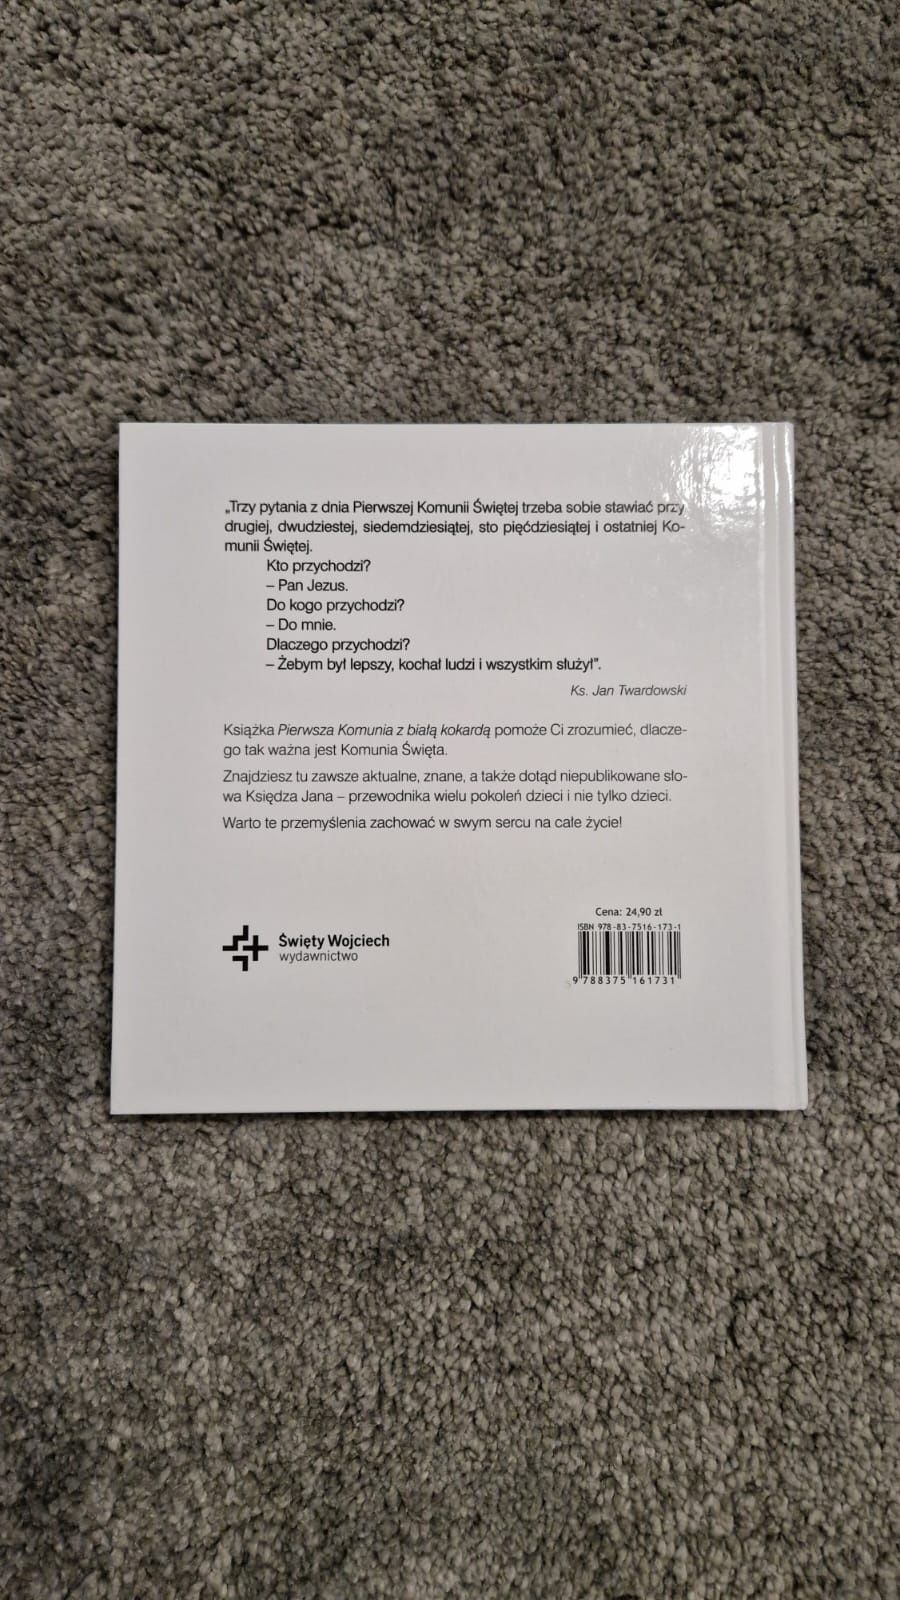 „Trzy pytania z dnia Pierwszej Komunii Świętej trzeba sobie stawiać przy
drugiej, dwudziestej, siedemdziesiątej, sto pięćdziesiątej i ostatniej Ko-
munii Świętej.
Kto przychodzi?
– Pan Jezus.
Do kogo przychodzi?
– Do mnie.
Dlaczego przychodzi?
– Żebym był lepszy, kochał ludzi i wszystkim służył”.
Ks. Jan Twardowski
Książka Pierwsza Komunia z białą kokardą pomoże Ci zrozumieć, dlacze-
go tak ważna jest Komunia Święta.
Znajdziesz tu zawsze aktualne, znane, a także dotąd niepublikowane sło-
wa Księdza Jana – przewodnika wielu pokoleń dzieci i nie tylko dzieci.
Warto te przemyślenia zachować w swym sercu na całe życie!
Cena: 24,90 zł
ISBN 978-83-7516-173-1
9 788375 161731
Święty Wojciech
wydawnictwo